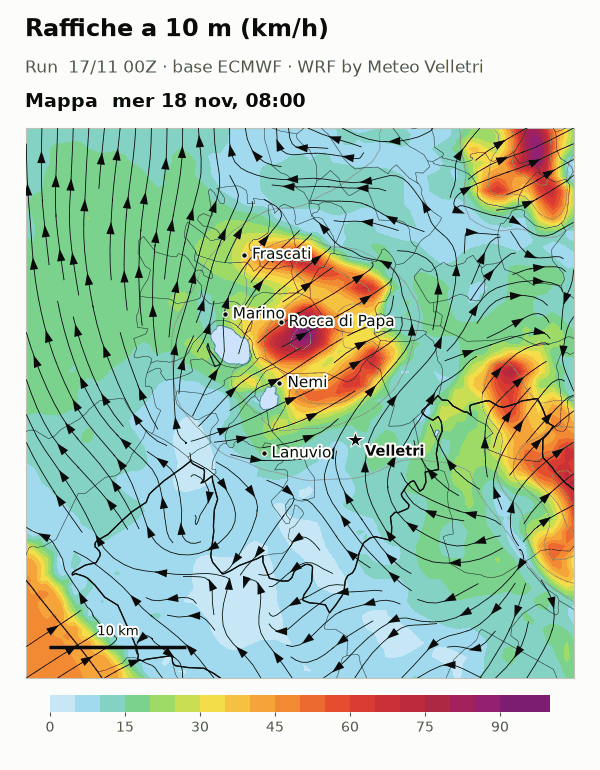 Raffiche a 10 m (km/h)
Run  17/11 00Z · base ECMWF · WRF by Meteo Velletri
Mappa  mer 18 nov, 08:00
Frascati
Marino
Rocca di Papa
Nemi
Velletri
Lanuvio
10 km
0 15 30 45 60 75 90